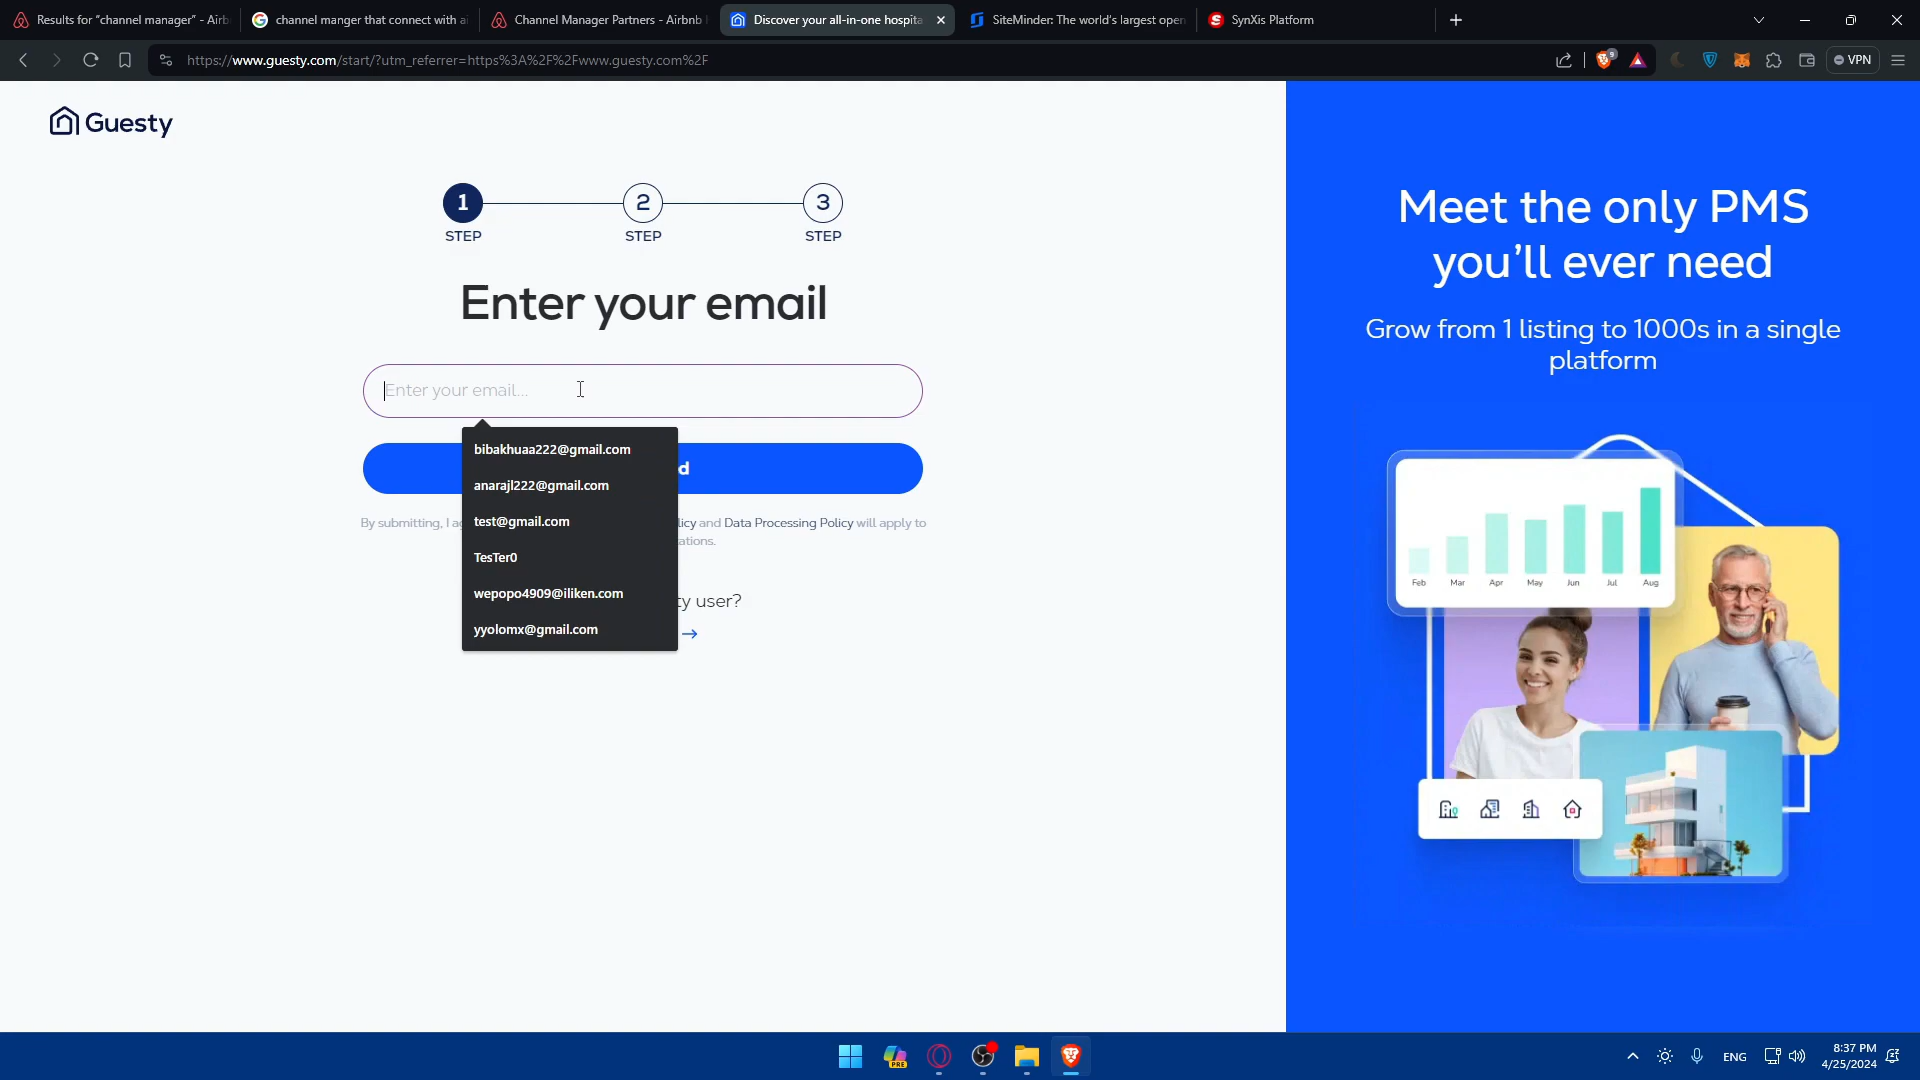 Results for “channel manager” - Airb
channel manger that connect with ai
Channel Manager Partners - Airbnb
Discover your all-in-one hospita
SiteMinder: The world's largest open
SynXis Platform
https://www.guesty.com/start/?utm_referrer=https%3A%2F%2Fwww.guesty.com%2F
9
VPN
Guesty
1
2
3
STEP
STEP
STEP
Enter your email
Enter your email...
bibakhuaa222@gmail.com
d
anarajl222@gmail.com
By submitting, I ag
licy and Data Processing Policy will apply to
test@gmail.com
ations.
TesTer0
wepopo4909@iliken.com
ty user?
yyolomx@gmail.com
→
Meet the only PMS
you’ll ever need
Grow from 1 listing to 1000s in a single
platform
Feb Mar Apr May Jun Jul Aug
PRE
ENG
8:37 PM
4/25/2024